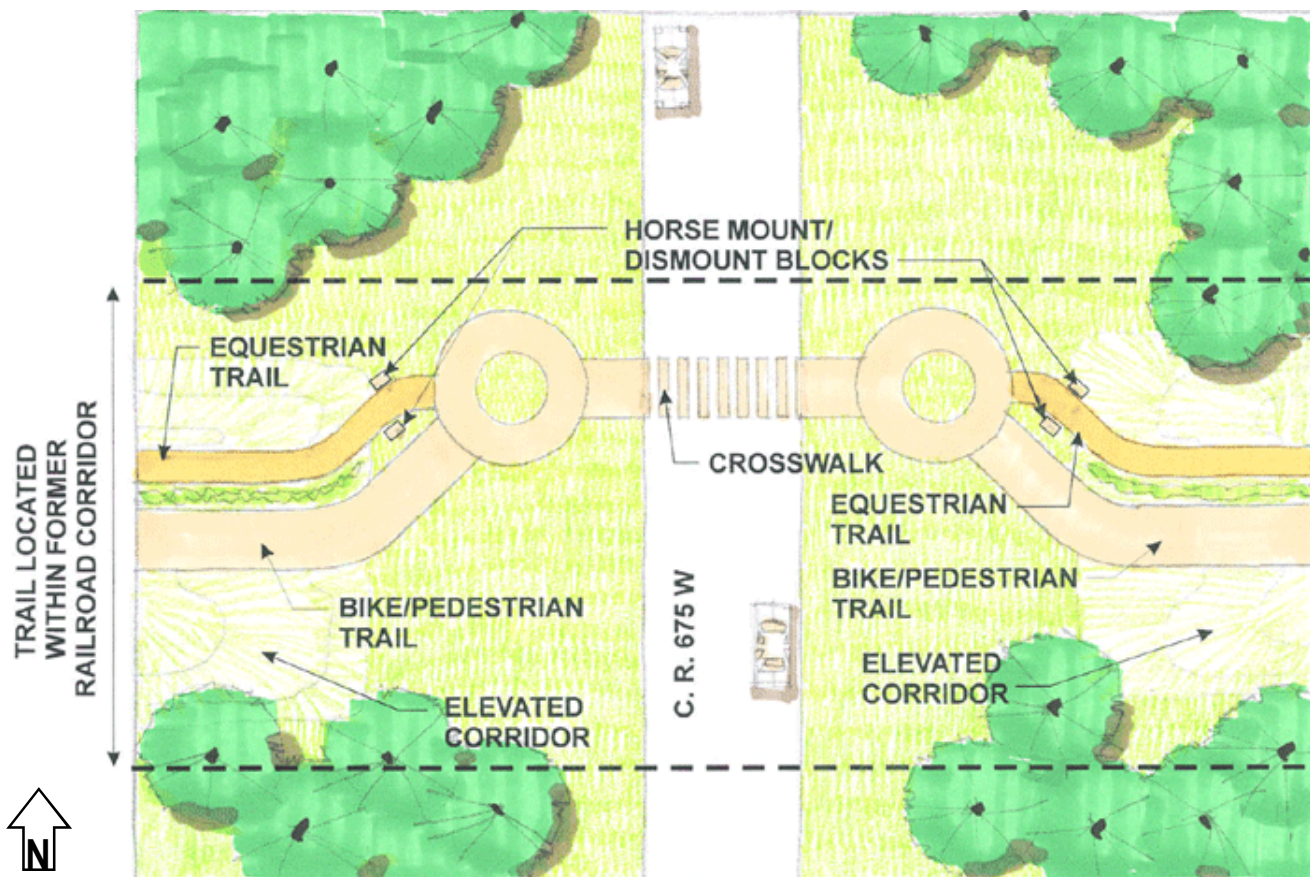 HORSE MOUNT/
DISMOUNT BLOCKS
EQUESTRIAN
TRAIL
TRAIL LOCATED
WITHIN FORMER
RAILROAD CORRIDOR
CROSSWALK
EQUESTRIAN
TRAIL
BIKE/PEDESTRIAN
TRAIL
BIKE/PEDESTRIAN
TRAIL
C. R. 675 W
ELEVATED
CORRIDOR
ELEVATED
CORRIDOR
N